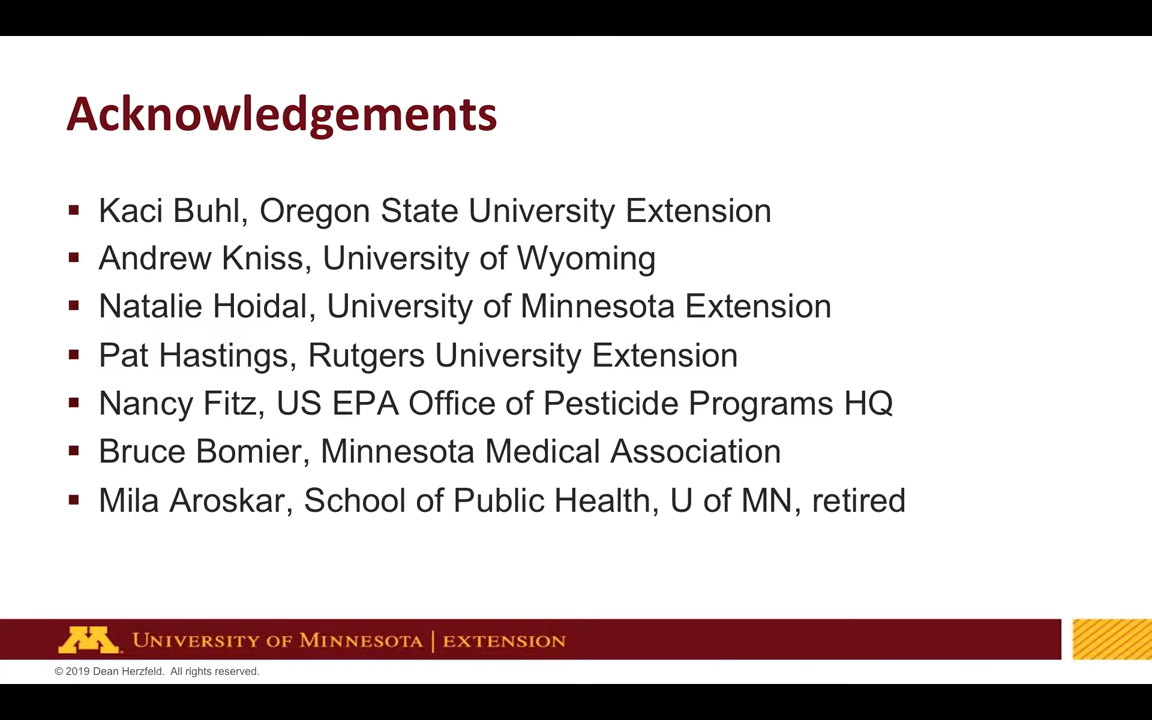 Acknowledgements
▪ Kaci Buhl, Oregon State University Extension
▪ Andrew Kniss, University of Wyoming
▪ Natalie Hoidal, University of Minnesota Extension
▪ Pat Hastings, Rutgers University Extension
▪ Nancy Fitz, US EPA Office of Pesticide Programs HQ
▪ Bruce Bomier, Minnesota Medical Association
▪ Mila Aroskar, School of Public Health, U of MN, retired
M University of Minnesota | Extension
© 2019 Dean Herzfeld. All rights reserved.